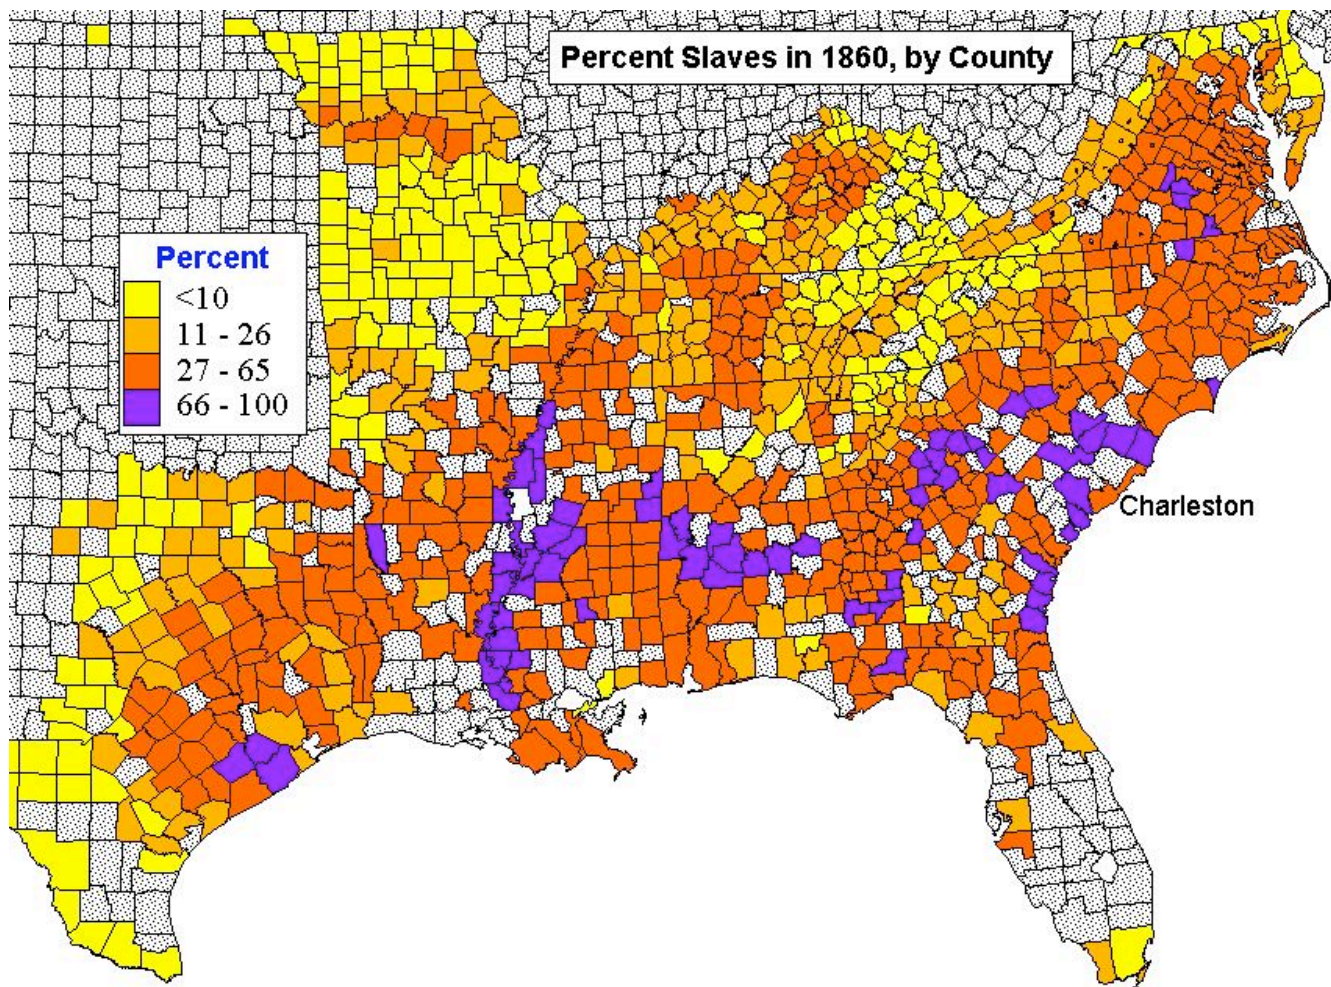 Percent Slaves in 1860, by County
Percent
<10
11 - 26
27 - 65
66 - 100
Charleston